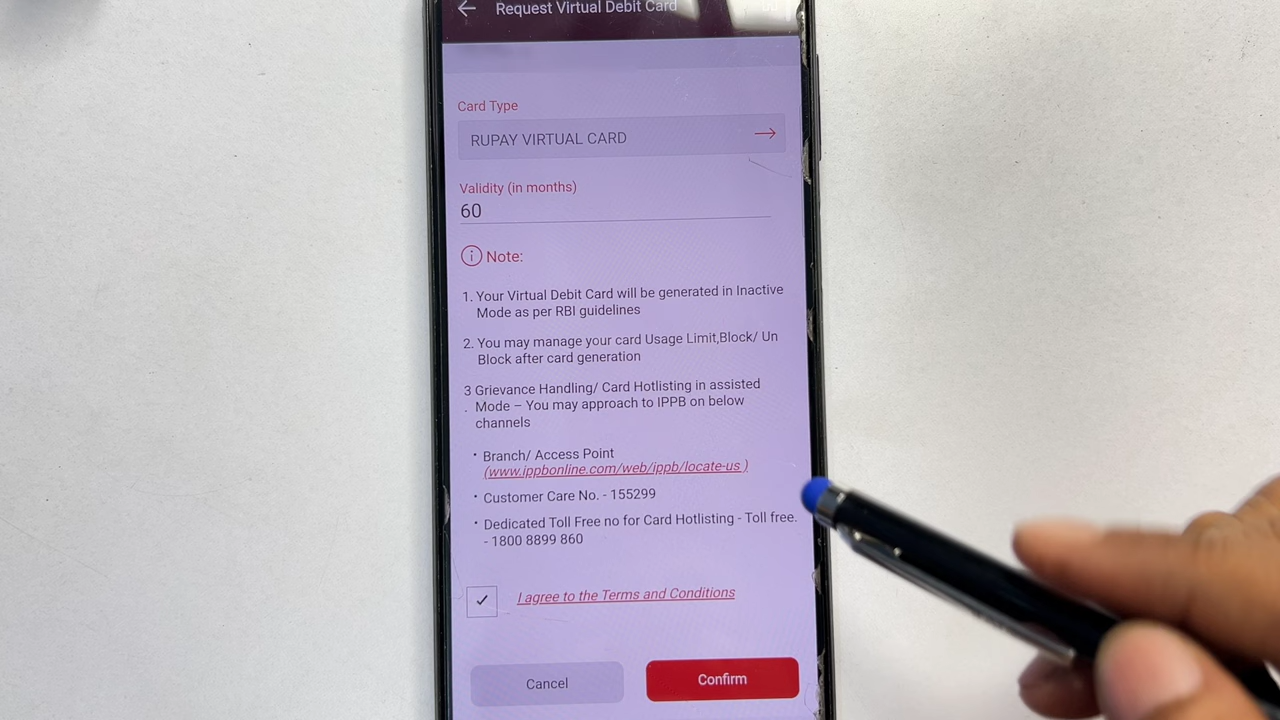 Request Virtual Debit Card
Card Type
RUPAY VIRTUAL CARD
Validity (in months)
60
Note:
1. Your Virtual Debit Card will be generated in Inactive
Mode as per RBI guidelines
2. You may manage your card Usage Limit,Block/ Un
Block after card generation
3 Grievance Handling/ Card Hotlisting in assisted
. Mode – You may approach to IPPB on below
channels
• Branch/ Access Point
(www.ippbonline.com/web/ippb/locate-us )
• Customer Care No. - 155299
• Dedicated Toll Free no for Card Hotlisting - Toll free.
- 1800 8899 860
I agree to the Terms and Conditions
Cancel
Confirm